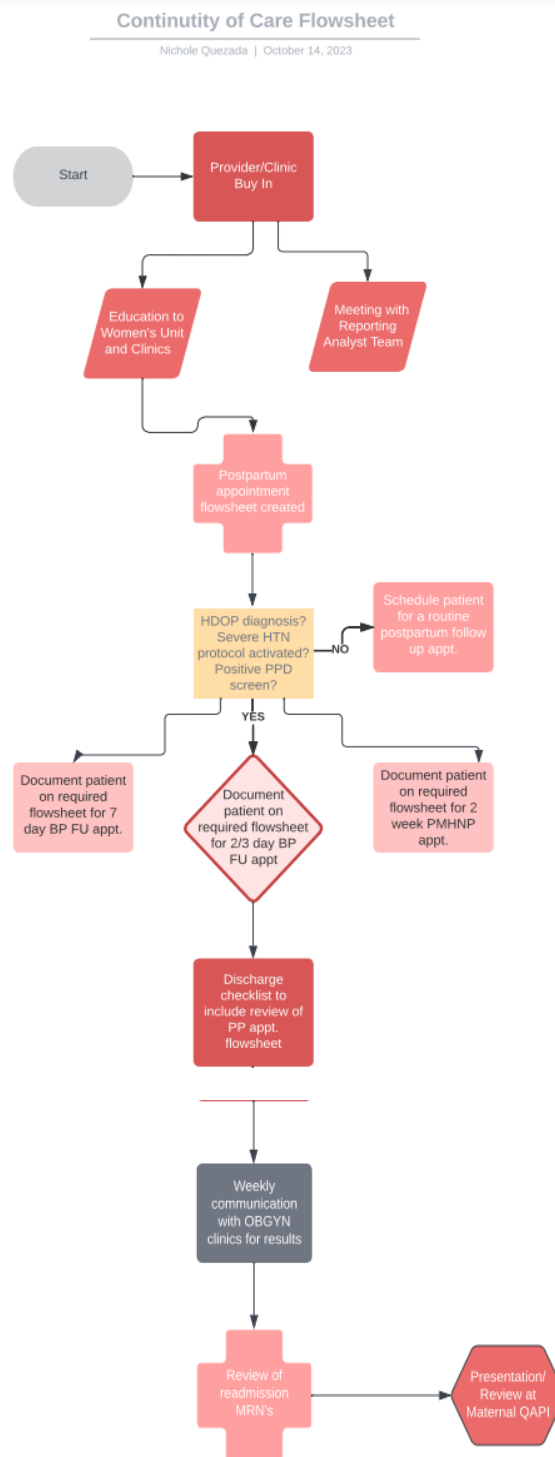 Continutity of Care Flowsheet
Nichole Quezada | October 14, 2023
Start
Provider/Clinic
Buy In
Education to
Women's Unit
and Clinics
Meeting with
Reporting
Analyst Team
Postpartum
appointment
flowsheet created
HDOP diagnosis?
Severe HTN
protocol activated?
Positive PPD
screen?
NO
Schedule patient
for a routine
postpartum follow
up appt.
YES
Document patient
on required
flowsheet for 7
day BP FU appt.
Document
patient on
required flowsheet
for 2/3 day BP
FU appt
Document patient
on required
flowsheet for 2
week PMHNP
appt.
Discharge
checklist to
include review of
PP appt.
flowsheet
Weekly
communication
with OBGYN
clinics for results
Review of
readmission
MRN's
Presentation/
Review at
Maternal QAPI